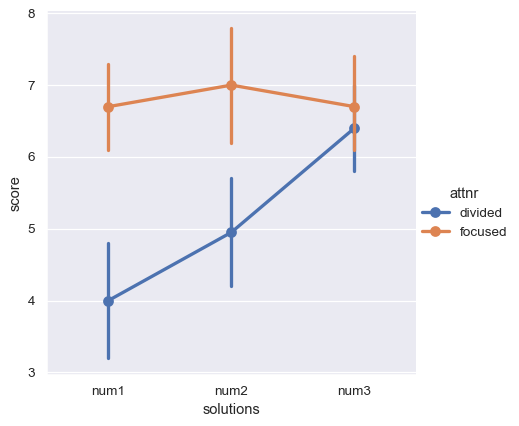 8
7
6
5
4
3
score
num1 num2 num3
solutions
attnr
divided
focused